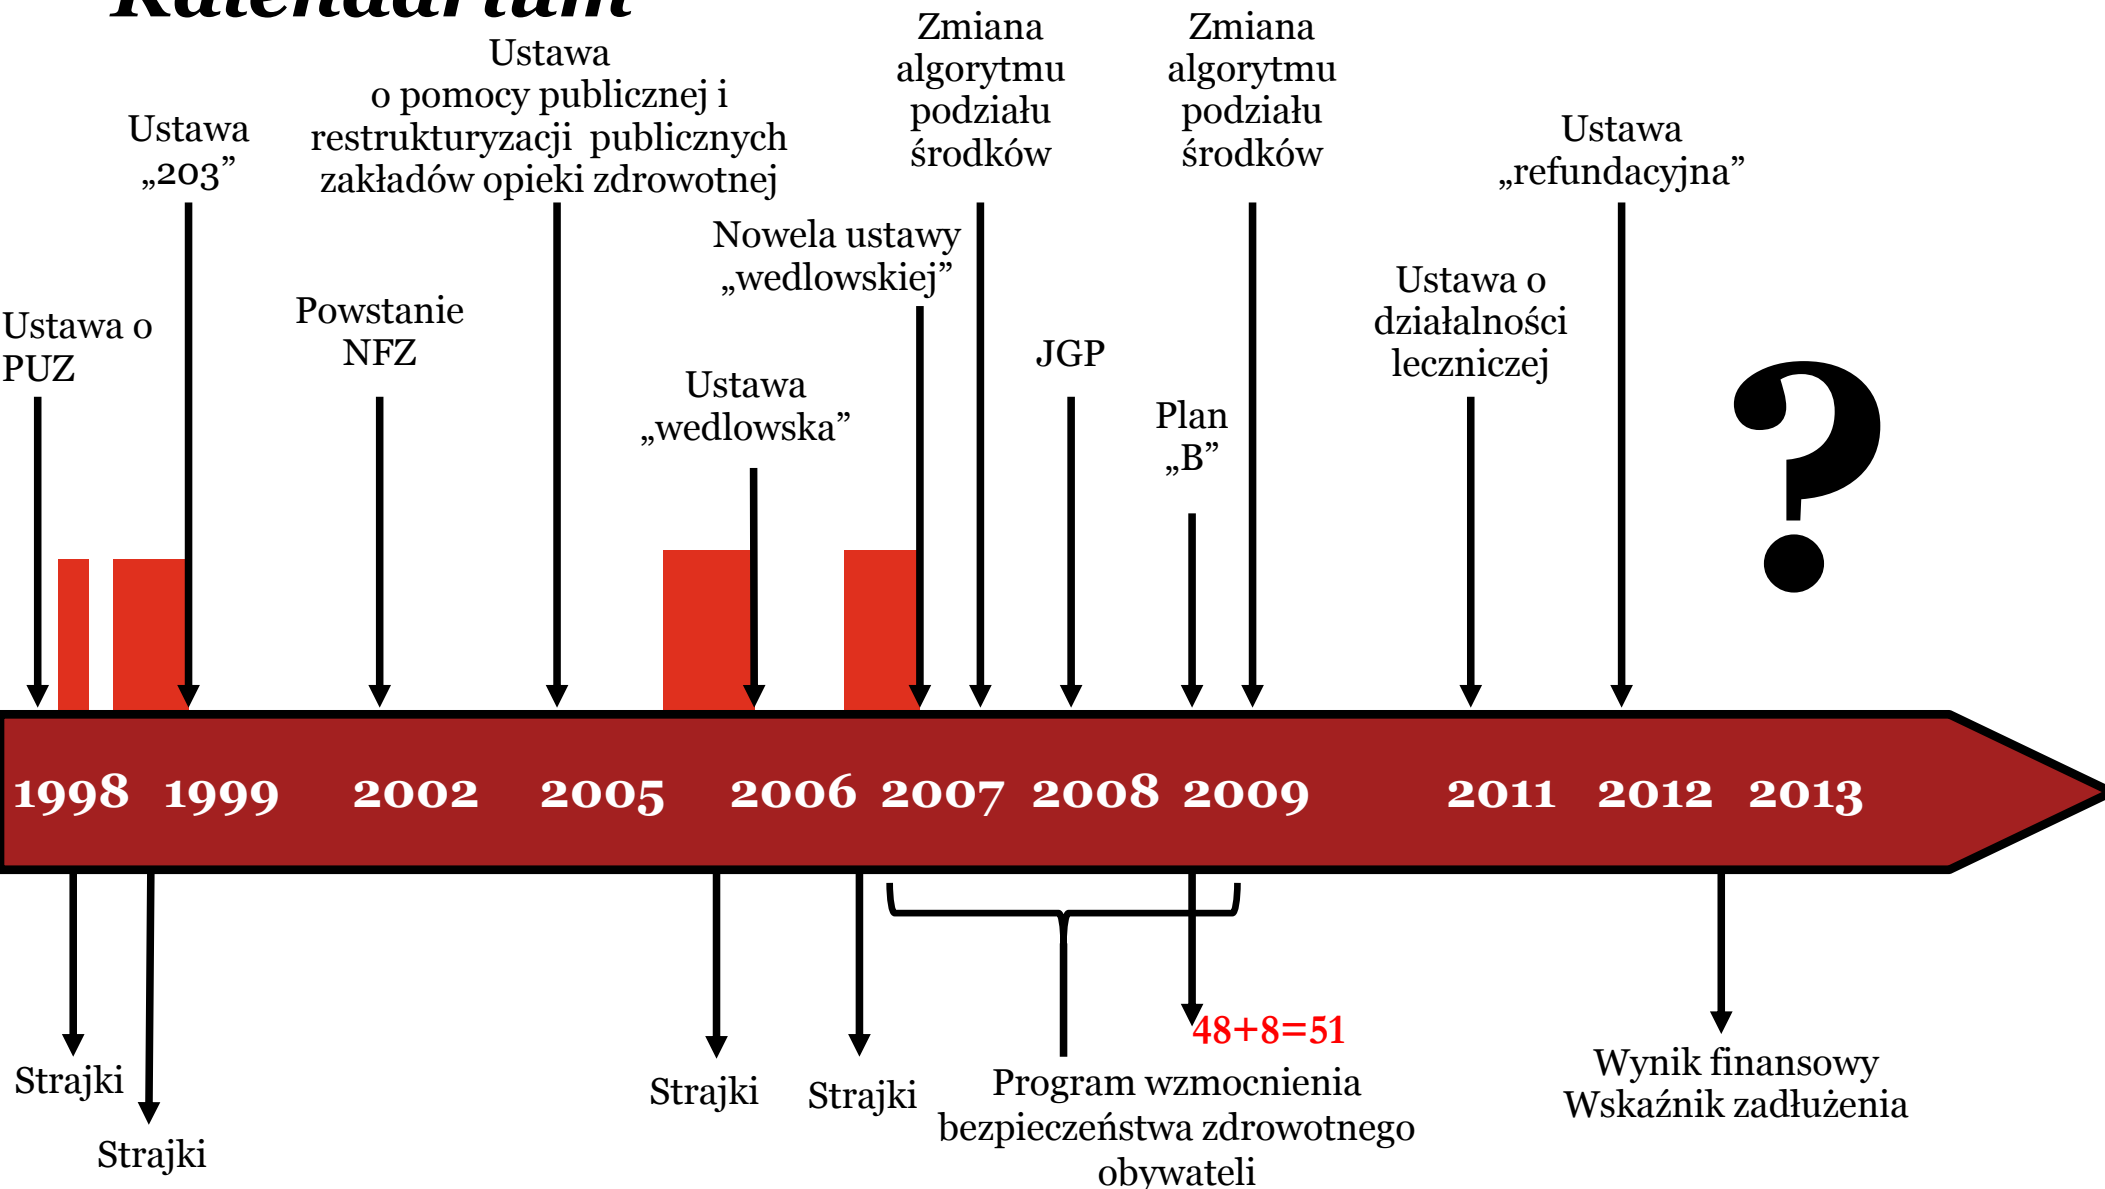 Kalendarium
Ustawa
„203”
Ustawa
o pomocy publicznej i
restrukturyzacji publicznych
zakładów opieki zdrowotnej
Zmiana
algorytmu
podziału
środków
Zmiana
algorytmu
podziału
środków
Ustawa
„refundacyjna”
Ustawa o
PUZ
Powstanie
NFZ
Nowela ustawy
„wedlowskiej”
Ustawa
„wedlowska”
JGP
Plan
„B”
Ustawa o
działalności
leczniczej
?
1998 1999 2002 2005 2006 2007 2008 2009 2011 2012 2013
Strajki
Strajki
Strajki
Strajki
48+8=51
Program wzmocnienia
bezpieczeństwa zdrowotnego
obywateli
Wynik finansowy
Wskaźnik zadłużenia